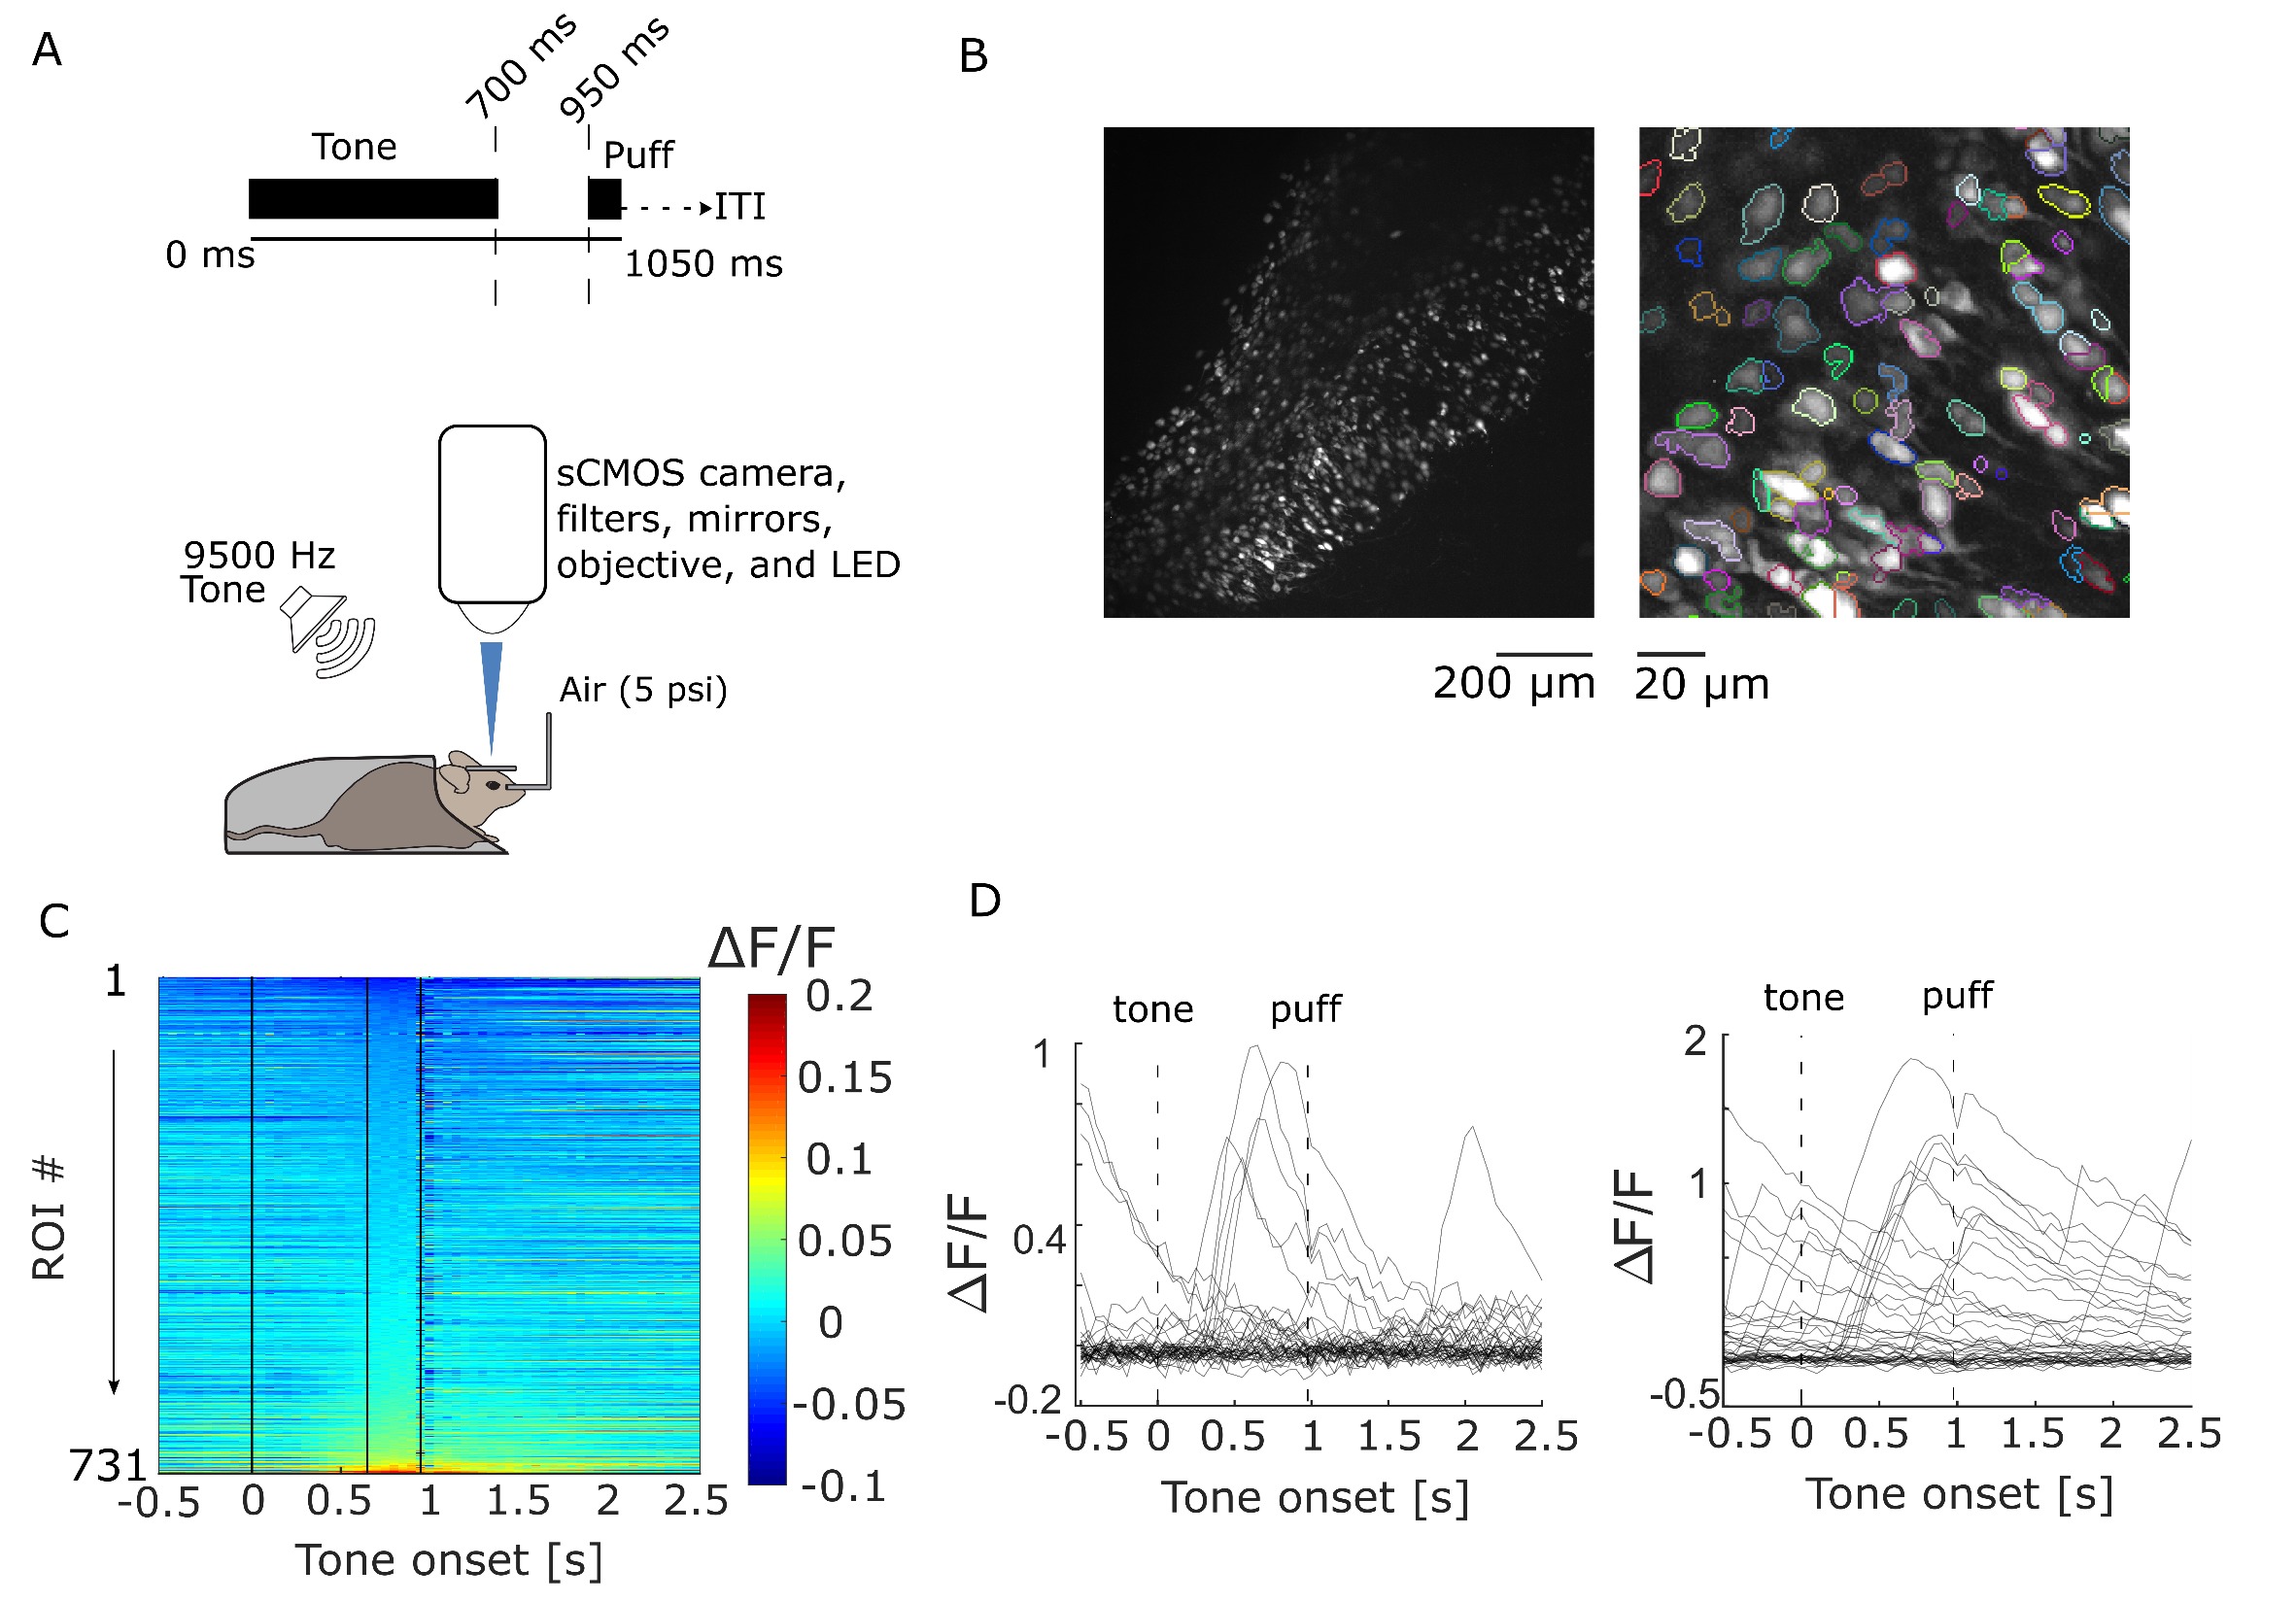 A
700 ms
950 ms
Tone
Puff
ITI
0 ms
1050 ms
sCMOS camera,
filters, mirrors,
objective, and LED
9500 Hz
Tone
Air (5 psi)
B
200 µm
20 µm
C
ΔF/F
1
731
ROI #
0.2
0.15
0.1
0.05
0
-0.05
-0.1
-0.5 0 0.5 1 1.5 2 2.5
Tone onset [s]
D
tone
puff
1
0.4
-0.2
ΔF/F
-0.5 0 0.5 1 1.5 2 2.5
Tone onset [s]
tone
puff
2
1
-0.5
ΔF/F
-0.5 0 0.5 1 1.5 2 2.5
Tone onset [s]